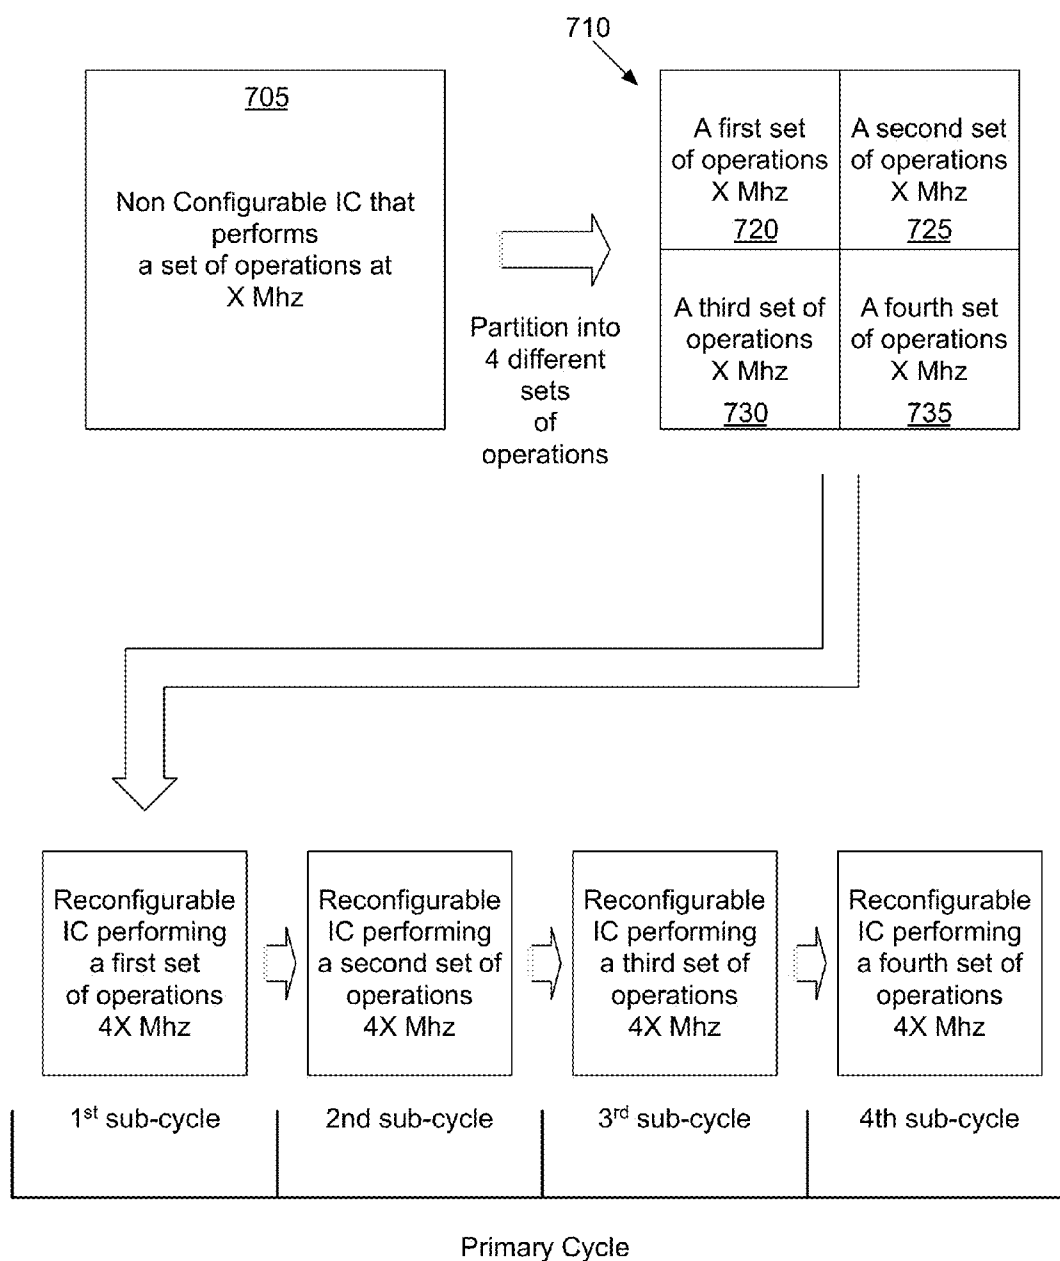 710
705
Non Configurable IC that
performs
a set of operations at
X Mhz
A first set
of operations
X Mhz
720
A second set
of operations
X Mhz
725
Partition into
4 different
sets
of
operations
A third set of
operations
X Mhz
730
A fourth set
of operations
X Mhz
735
Reconfigurable
IC performing
a first set
of operations
4X Mhz
Reconfigurable
IC performing
a second set of
operations
4X Mhz
Reconfigurable
IC performing
a third set of
operations
4X Mhz
Reconfigurable
IC performing
a fourth set of
operations
4X Mhz
1st sub-cycle
2nd sub-cycle
3rd sub-cycle
4th sub-cycle
Primary Cycle